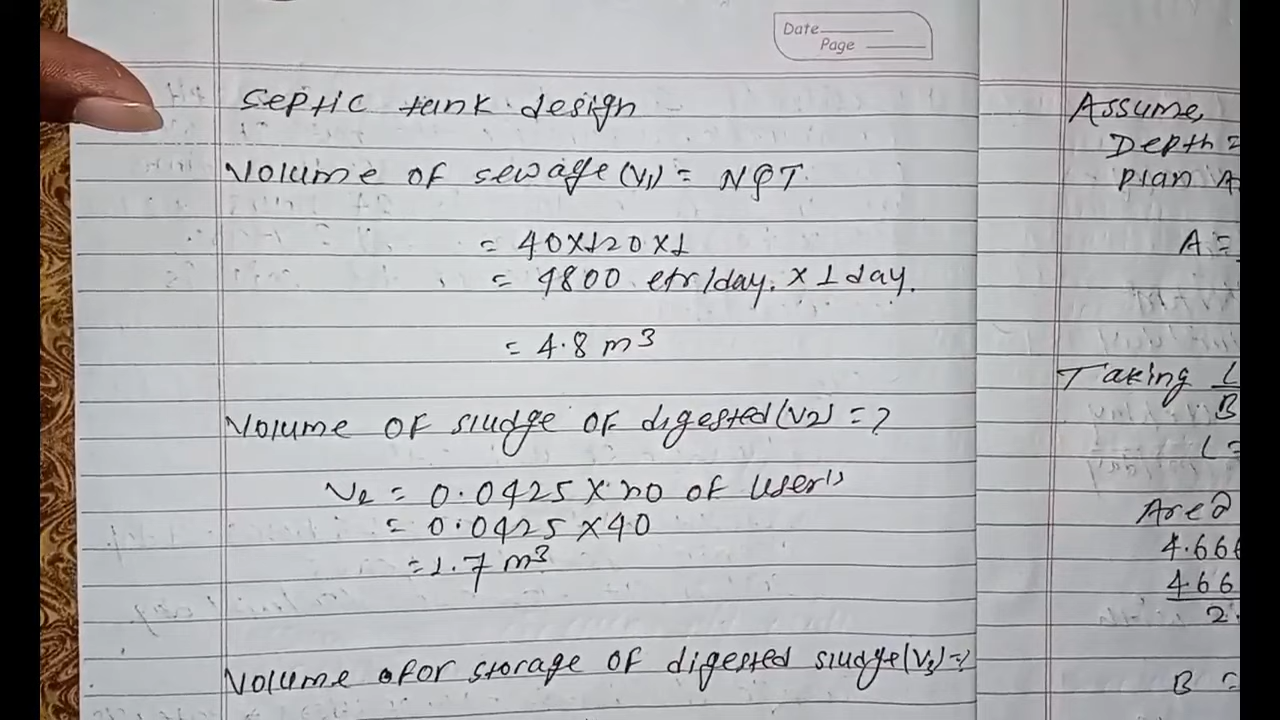 Date
Page
Septic tank design
Volume of sewage (V1) = NQT
= 40x120x1
= 4800 ltr/day. x 1 day.
= 4.8 m3
Volume of sludge of digested (V2) = ?
V2 = 0.0425 x no of user's
= 0.0425 x 40
= 1.7 m3
Volume for storage of digested sludge (V3) = ?
Assume,
Depth =
Plan A
A =
Taking L
B
L =
Area
4.66
4.66
2.
B =